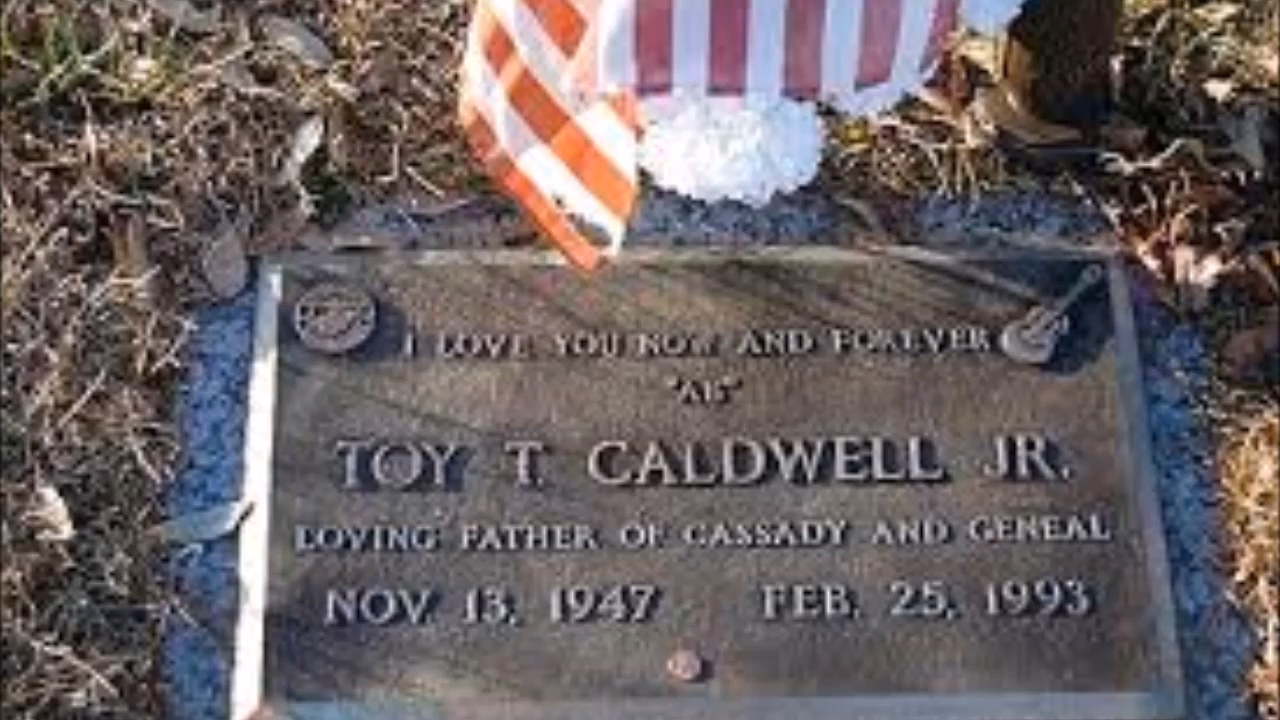 I LOVE YOU NOW AND FOREVER
"AB"
TOY T. CALDWELL JR.
LOVING FATHER OF CASSADY AND GENEAL
NOV. 13, 1947 FEB. 25, 1993